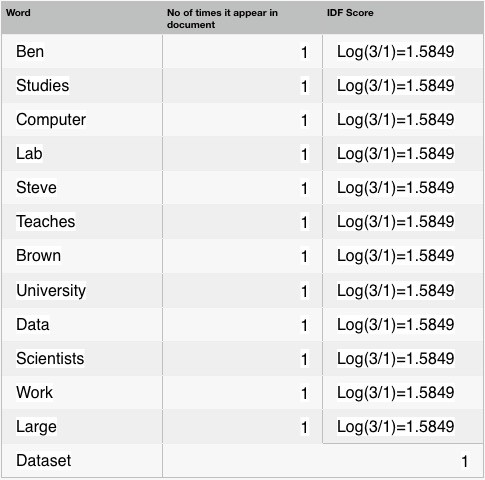 Word No of times it appear in document IDF Score
Ben 1 Log(3/1)=1.5849
Studies 1 Log(3/1)=1.5849
Computer 1 Log(3/1)=1.5849
Lab 1 Log(3/1)=1.5849
Steve 1 Log(3/1)=1.5849
Teaches 1 Log(3/1)=1.5849
Brown 1 Log(3/1)=1.5849
University 1 Log(3/1)=1.5849
Data 1 Log(3/1)=1.5849
Scientists 1 Log(3/1)=1.5849
Work 1 Log(3/1)=1.5849
Large 1 Log(3/1)=1.5849
Dataset 1